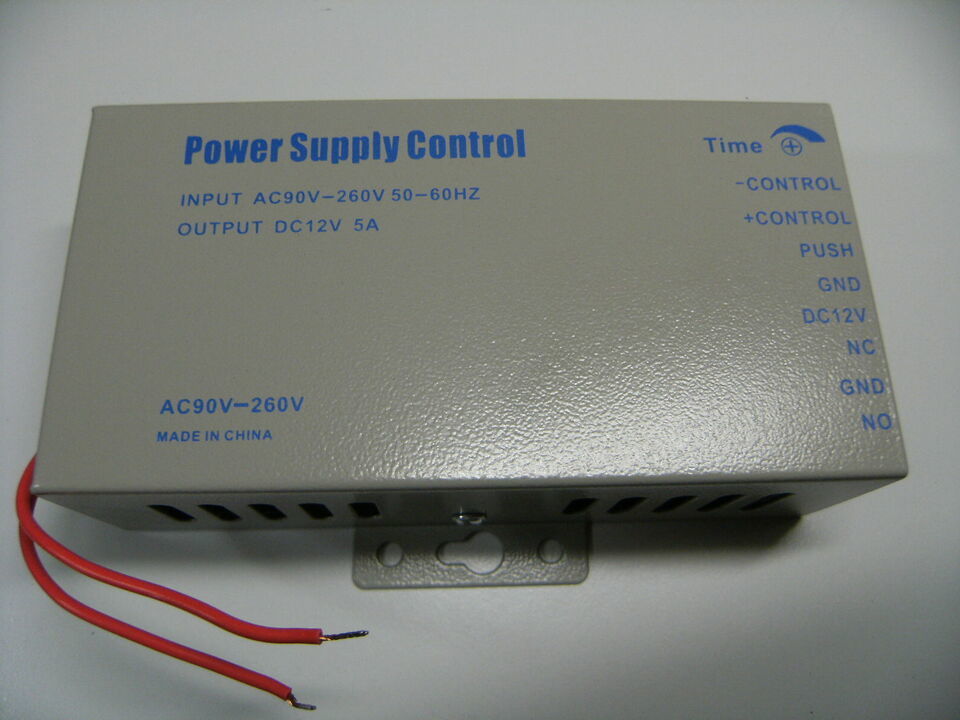 Power Supply Control
INPUT AC90V-260V 50-60HZ
OUTPUT DC12V 5A
AC90V-260V
MADE IN CHINA
Time
-CONTROL
+CONTROL
PUSH
GND
DC12V
NC
GND
NO